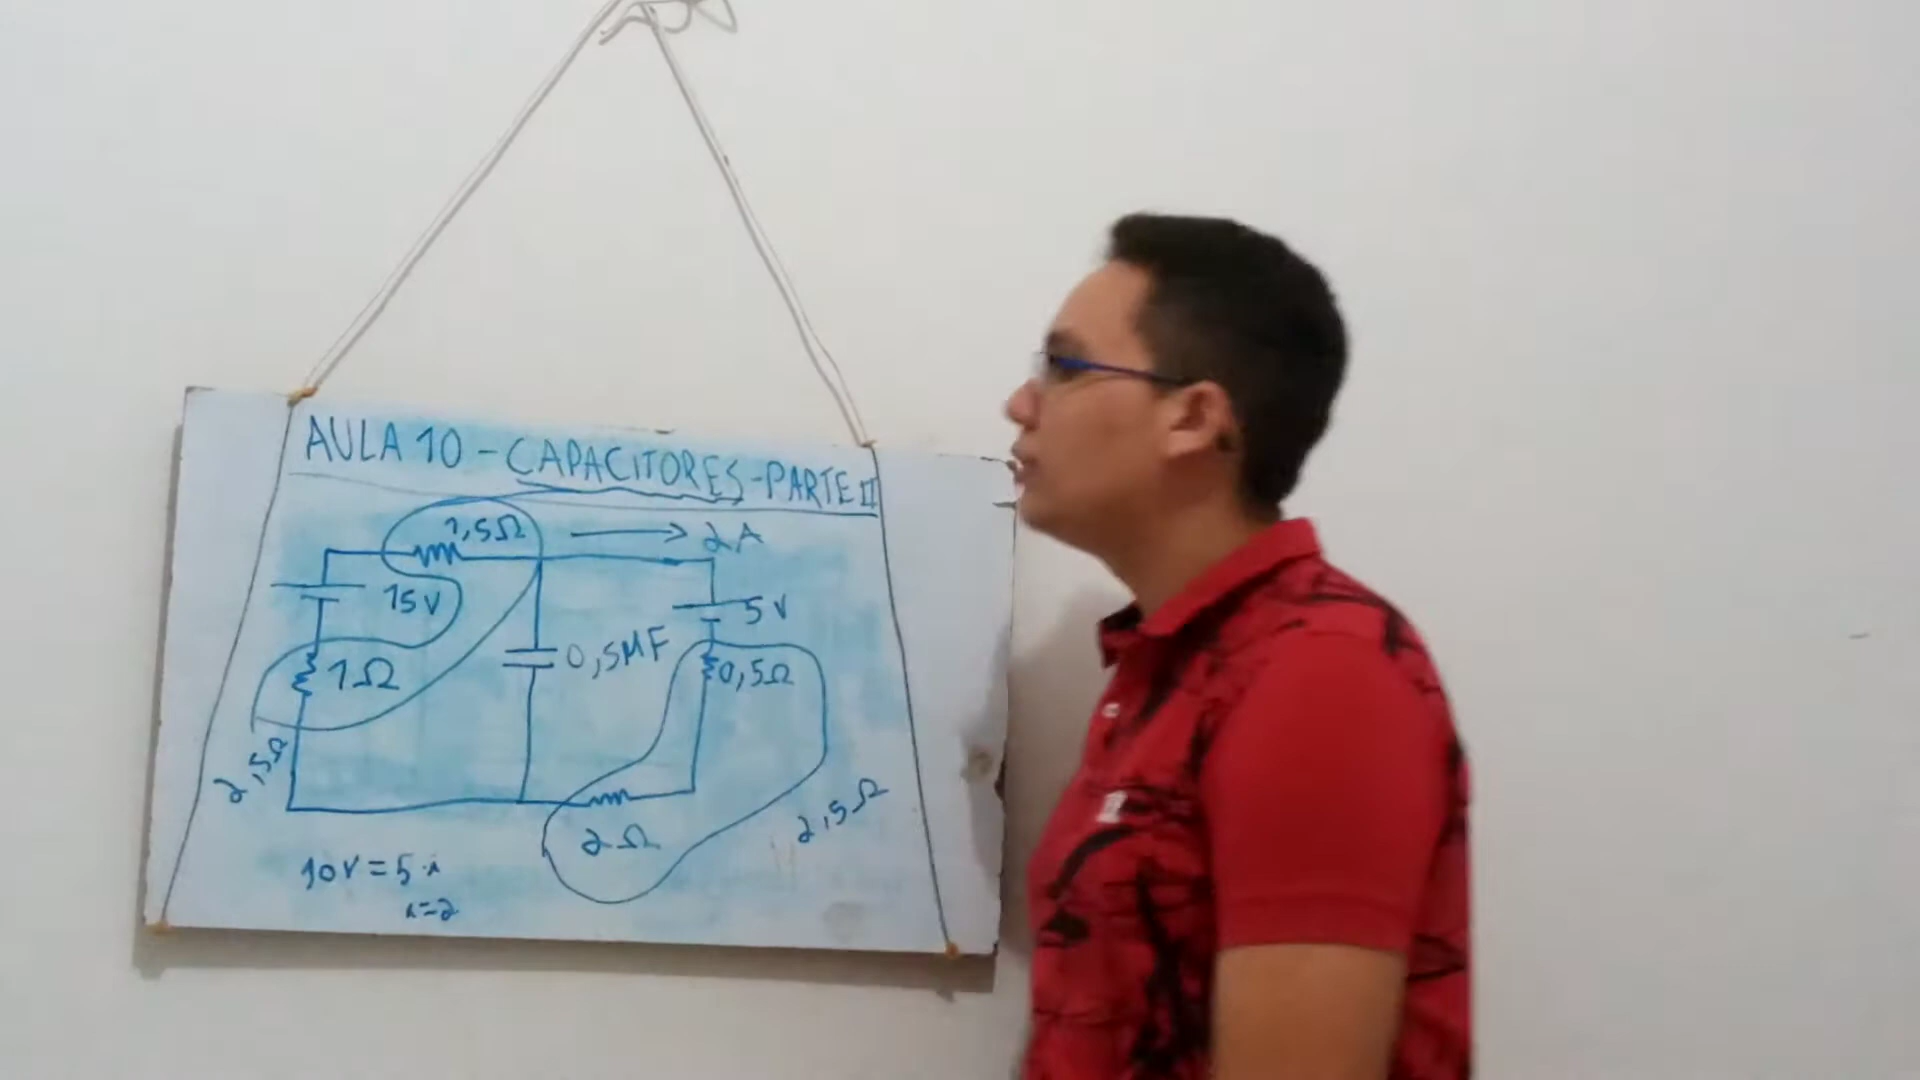 AULA 10 - CAPACITORES - PARTE II
1,5Ω
2A
15V
5V
0,5MF
1Ω
0,5Ω
2,5Ω
2,5Ω
2Ω
10V = 5·i
i=2